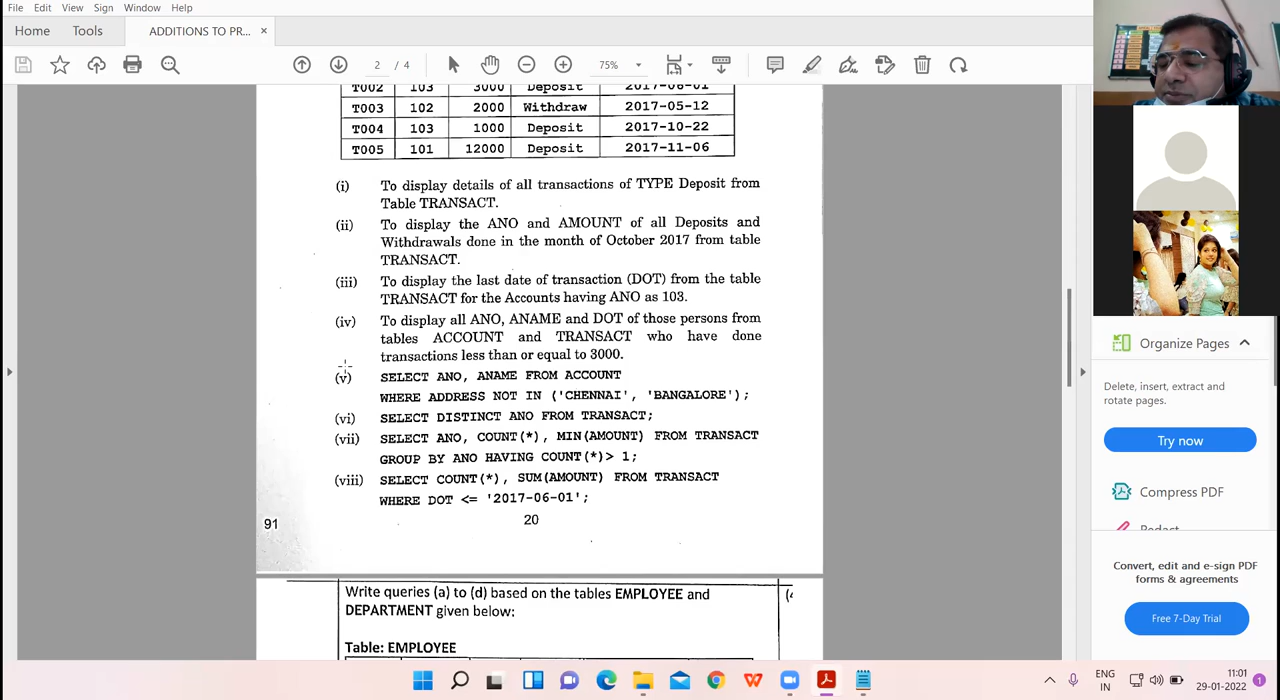 File Edit View Sign Window Help
Home Tools ADDITIONS TO PR... ×
2 / 4 75%
T002 103 3000 Deposit 2017-06-01
T003 102 2000 Withdraw 2017-05-12
T004 103 1000 Deposit 2017-10-22
T005 101 12000 Deposit 2017-11-06
(i) To display details of all transactions of TYPE Deposit from
Table TRANSACT.
(ii) To display the ANO and AMOUNT of all Deposits and
Withdrawals done in the month of October 2017 from table
TRANSACT.
(iii) To display the last date of transaction (DOT) from the table
TRANSACT for the Accounts having ANO as 103.
(iv) To display all ANO, ANAME and DOT of those persons from
tables ACCOUNT and TRANSACT who have done
transactions less than or equal to 3000.
(v) SELECT ANO, ANAME FROM ACCOUNT
WHERE ADDRESS NOT IN ('CHENNAI', 'BANGALORE');
(vi) SELECT DISTINCT ANO FROM TRANSACT;
(vii) SELECT ANO, COUNT(*), MIN(AMOUNT) FROM TRANSACT
GROUP BY ANO HAVING COUNT(*)> 1;
(viii) SELECT COUNT(*), SUM(AMOUNT) FROM TRANSACT
WHERE DOT <= '2017-06-01';
91 20
Write queries (a) to (d) based on the tables EMPLOYEE and
DEPARTMENT given below:
Table: EMPLOYEE
Organize Pages
Delete, insert, extract and
rotate pages.
Try now
Compress PDF
Redact
Convert, edit and e-sign PDF
forms & agreements
Free 7-Day Trial
ENG
IN
11:01
29-01-2022
1